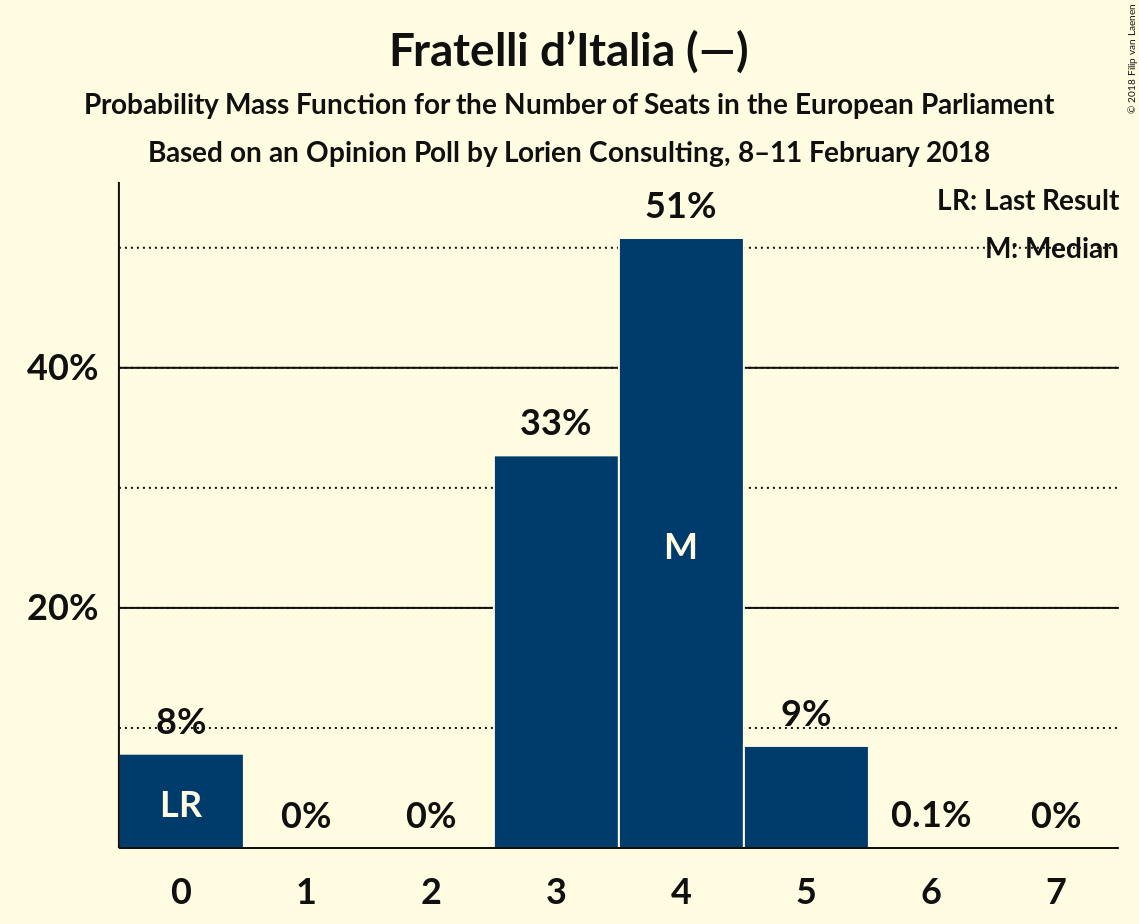 Fratelli d’Italia (—)
Probability Mass Function for the Number of Seats in the European Parliament
Based on an Opinion Poll by Lorien Consulting, 8–11 February 2018
© 2018 Filip van Laenen
LR: Last Result
M: Median
51%
40%
33%
M
20%
8%
9%
LR
0%
0%
0.1%
0%
0 1 2 3 4 5 6 7